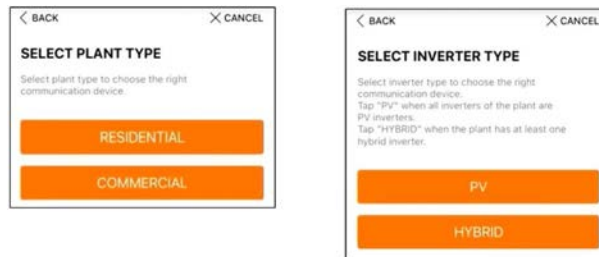 < BACK
X CANCEL
SELECT PLANT TYPE
Select plant type to choose the right
communication device.
RESIDENTIAL
COMMERCIAL
< BACK
X CANCEL
SELECT INVERTER TYPE
Select inverter type to choose the right
communication device.
Tap "PV" when all inverters of the plant are
PV inverters.
Tap "HYBRID" when the plant has at least one
hybrid inverter.
PV
HYBRID